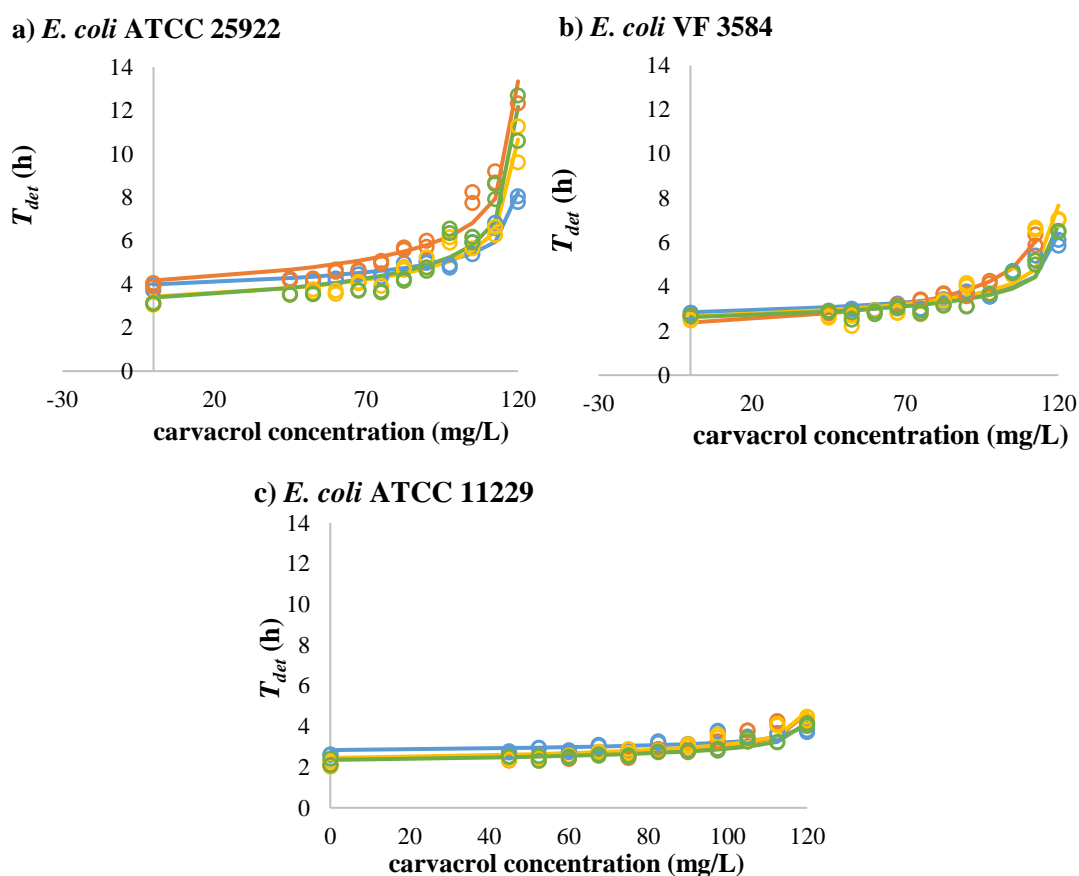 a) E. coli ATCC 25922
14
12
10
8
6
4
2
0
-30 20 70 120
T_det (h)
carvacrol concentration (mg/L)
b) E. coli VF 3584
14
12
10
8
6
4
2
0
-30 20 70 120
T_det (h)
carvacrol concentration (mg/L)
c) E. coli ATCC 11229
14
12
10
8
6
4
2
0
0 20 40 60 80 100 120
T_det (h)
carvacrol concentration (mg/L)